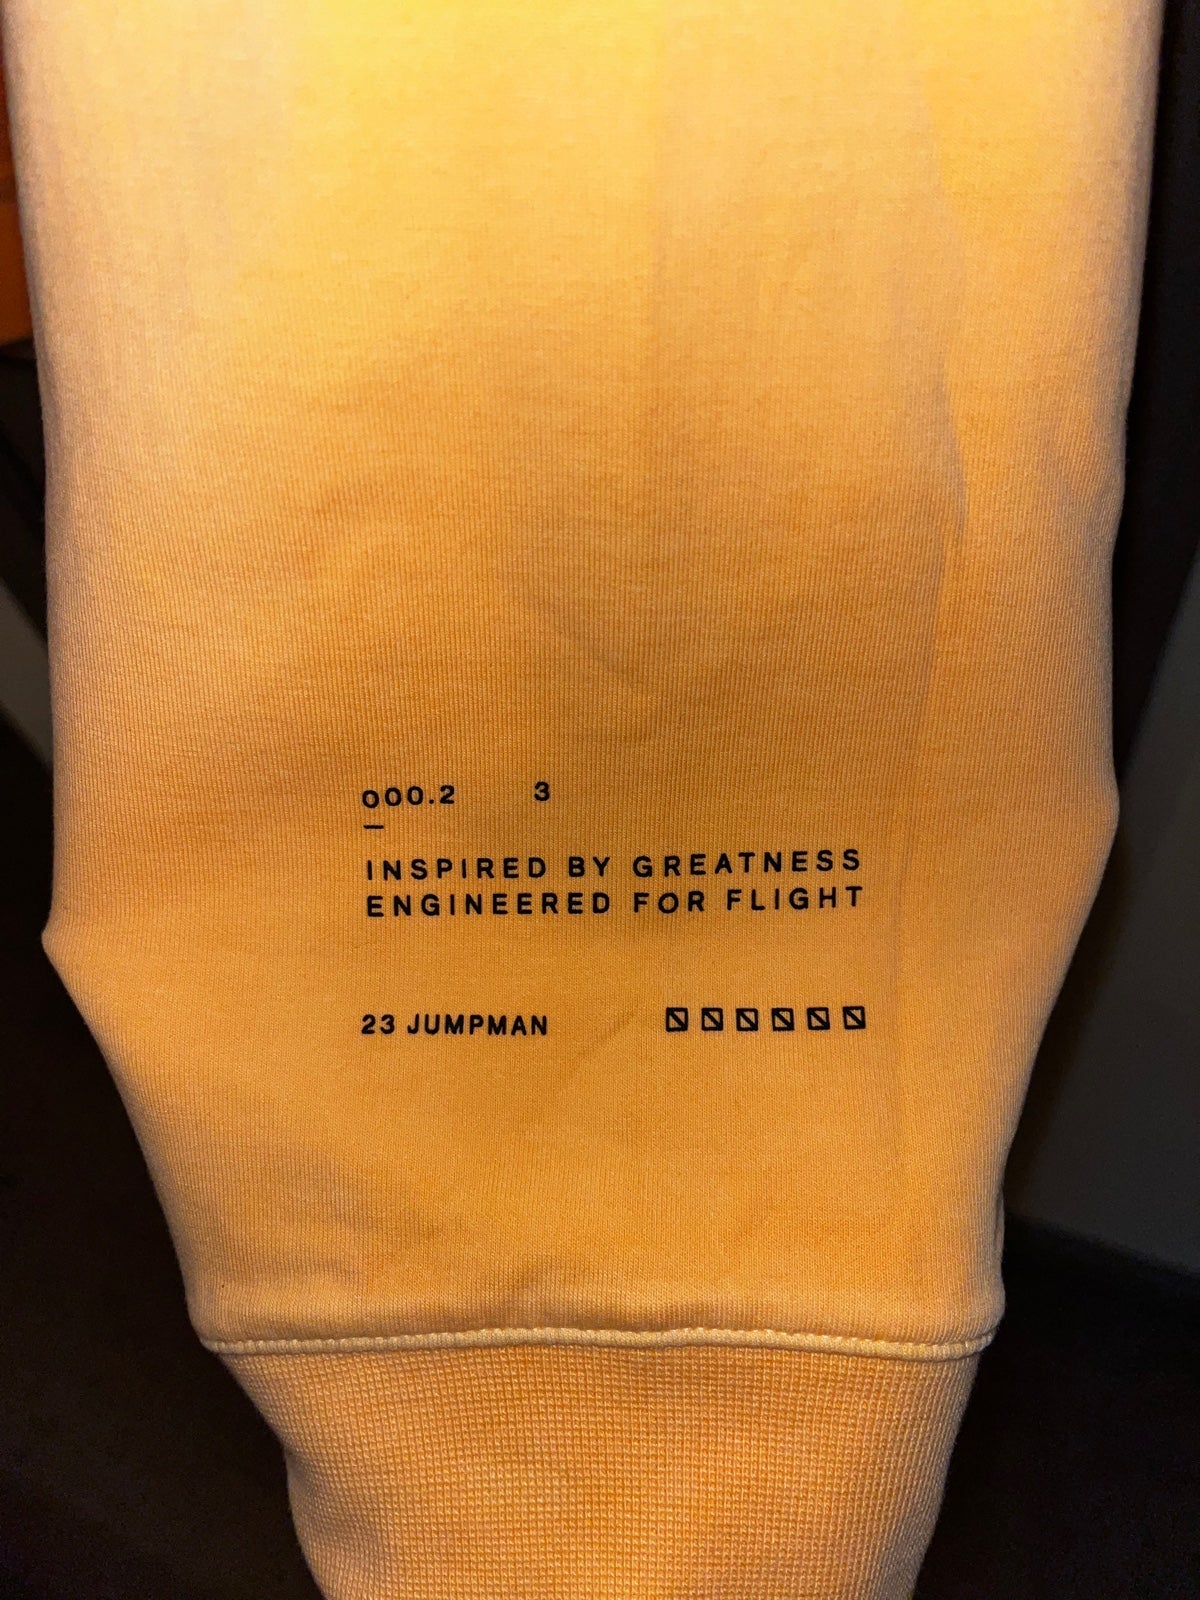 000.2 3
—
INSPIRED BY GREATNESS
ENGINEERED FOR FLIGHT
23 JUMPMAN